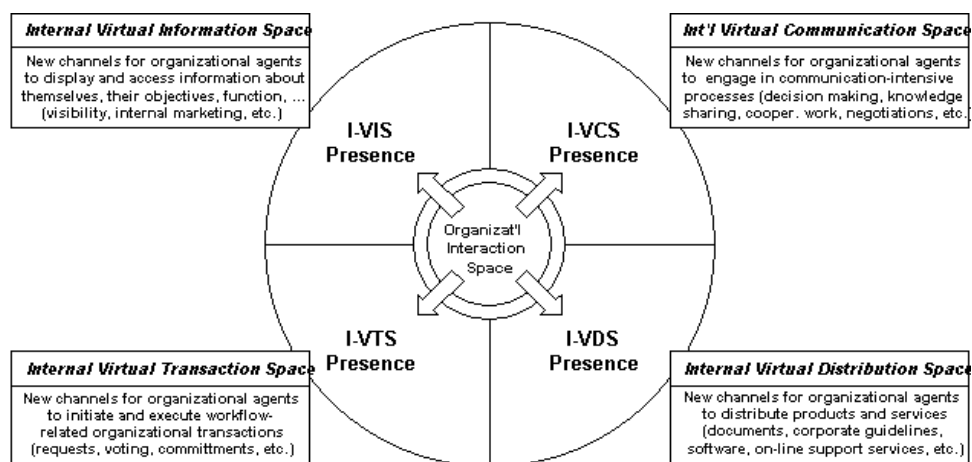 Internal Virtual Information Space
New channels for organizational agents
to display and access information about
themselves, their objectives, function, ...
(visibility, internal marketing, etc.)
Int'l Virtual Communication Space
New channels for organizational agents
to engage in communication-intensive
processes (decision making, knowledge
sharing, cooper. work, negotiations, etc.)
I-VIS
Presence
I-VCS
Presence
Organizat'l
Interaction
Space
I-VTS
Presence
I-VDS
Presence
Internal Virtual Transaction Space
New channels for organizational agents
to initiate and execute workflow-
related organizational transactions
(requests, voting, committments, etc.)
Internal Virtual Distribution Space
New channels for organizational agents
to distribute products and services
(documents, corporate guidelines,
software, on-line support services, etc.)